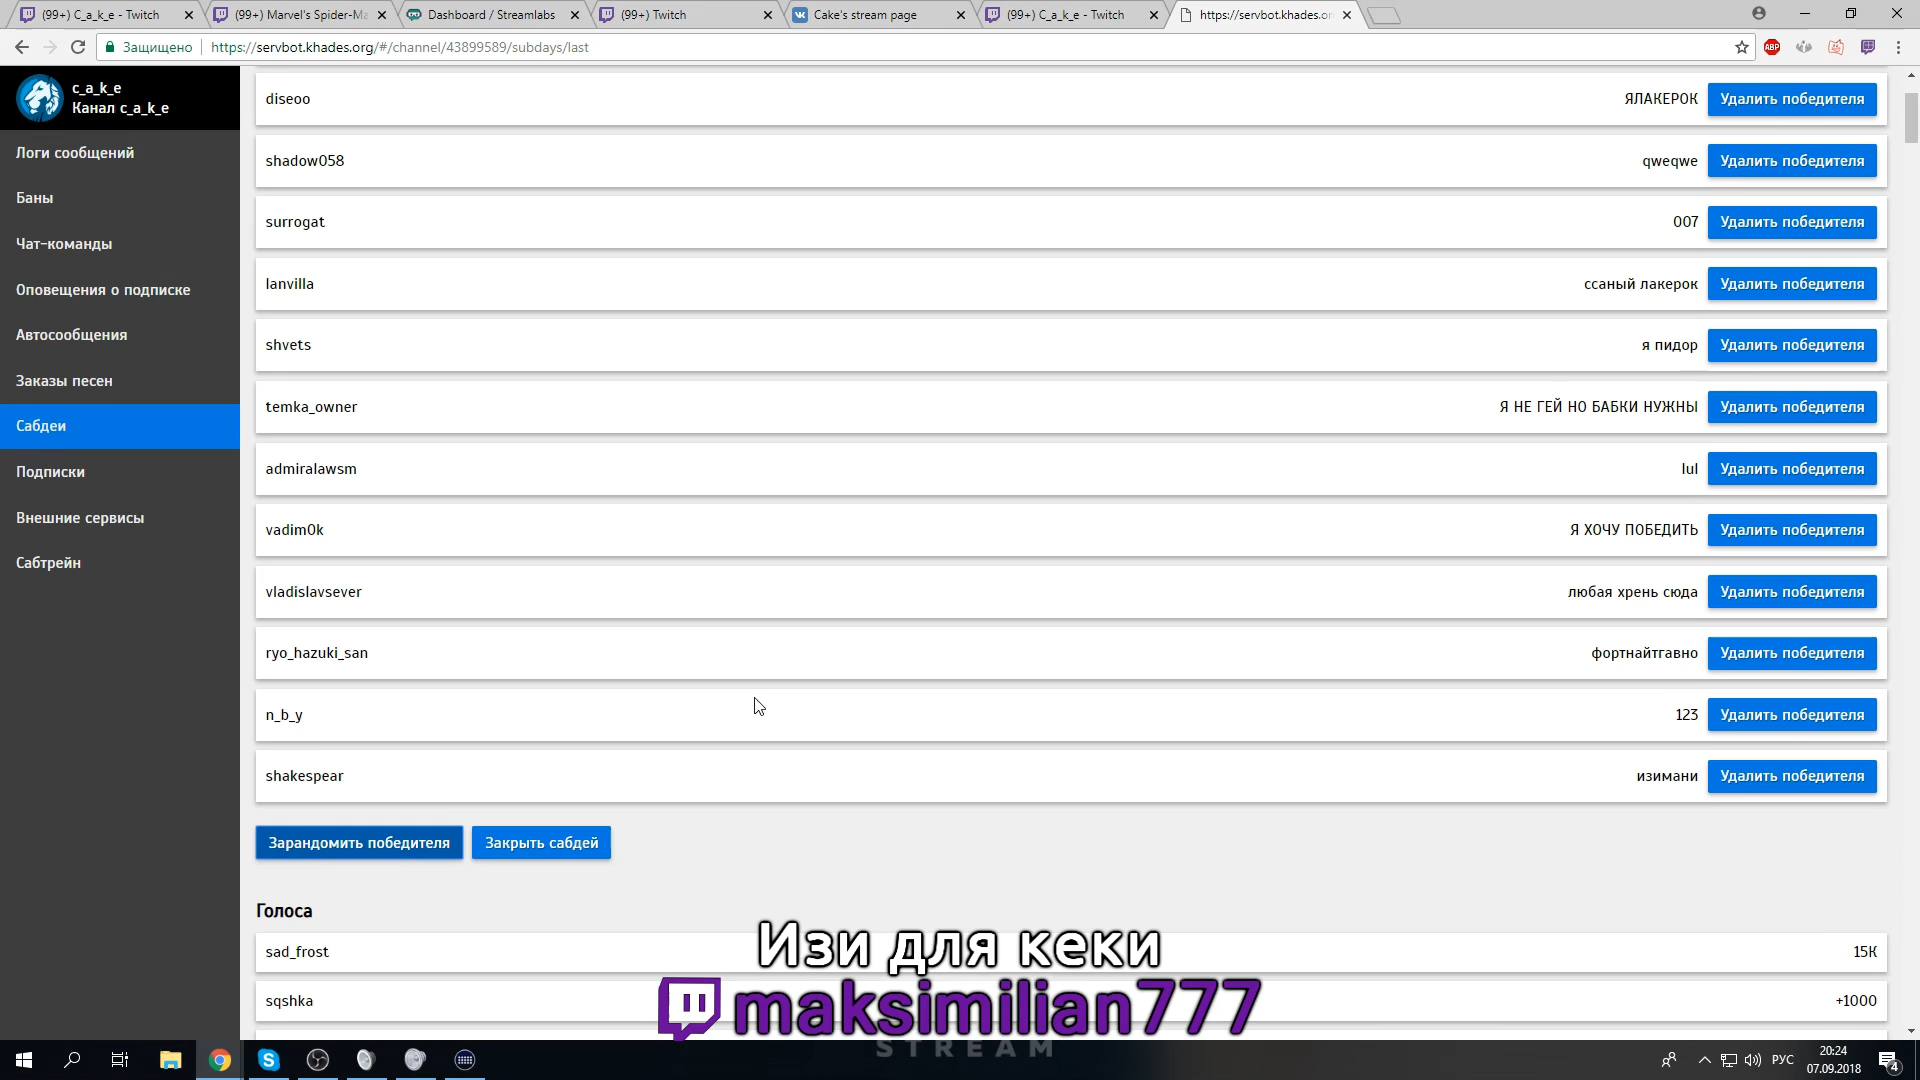 (99+) C_a_k_e - Twitch
(99+) Marvel's Spider-Ma
Dashboard / Streamlabs
(99+) Twitch
Cake's stream page
(99+) C_a_k_e - Twitch
https://servbot.khades.or
Защищено
https://servbot.khades.org/#/channel/43899589/subdays/last
ABP
c_a_k_e
Канал c_a_k_e
Логи сообщений
Баны
Чат-команды
Оповещения о подписке
Автосообщения
Заказы песен
Сабдеи
Подписки
Внешние сервисы
Сабтрейн
diseoo ЯЛАКЕРОК Удалить победителя
shadow058 qweqwe Удалить победителя
surrogat 007 Удалить победителя
lanvilla ссаный лакерок Удалить победителя
shvets я пидор Удалить победителя
temka_owner Я НЕ ГЕЙ НО БАБКИ НУЖНЫ Удалить победителя
admiralawsm lul Удалить победителя
vadim0k Я ХОЧУ ПОБЕДИТЬ Удалить победителя
vladislavsever любая хрень сюда Удалить победителя
ryo_hazuki_san фортнайтгавно Удалить победителя
n_b_y 123 Удалить победителя
shakespear изимани Удалить победителя
Зарандомить победителя Закрыть сабдей
Голоса
sad_frost 15К
sqshka +1000
Изи для кеки
maksimilian777
STREAM
РУС
20:24
07.09.2018
4